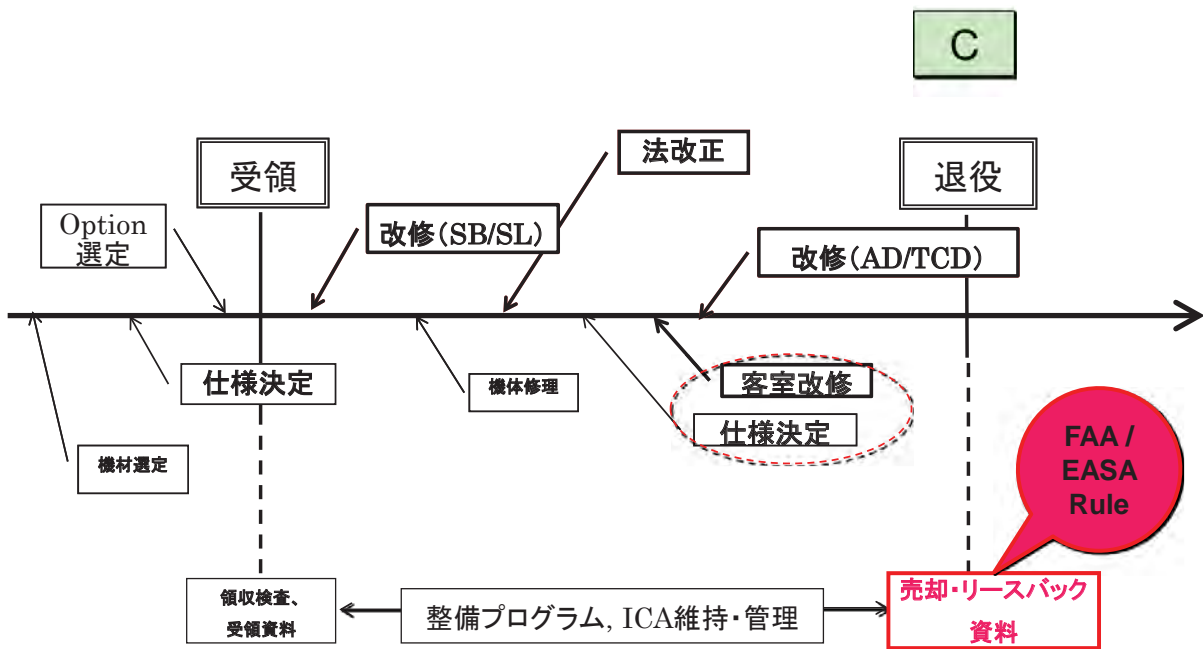 C
受領
法改正
退役
Option
選定
改修(SB/SL)
改修(AD/TCD)
仕様決定
機体修理
客室改修
仕様決定
機材選定
FAA /
EASA
Rule
領収検査、
受領資料
整備プログラム, ICA維持・管理
売却・リースバック
資料